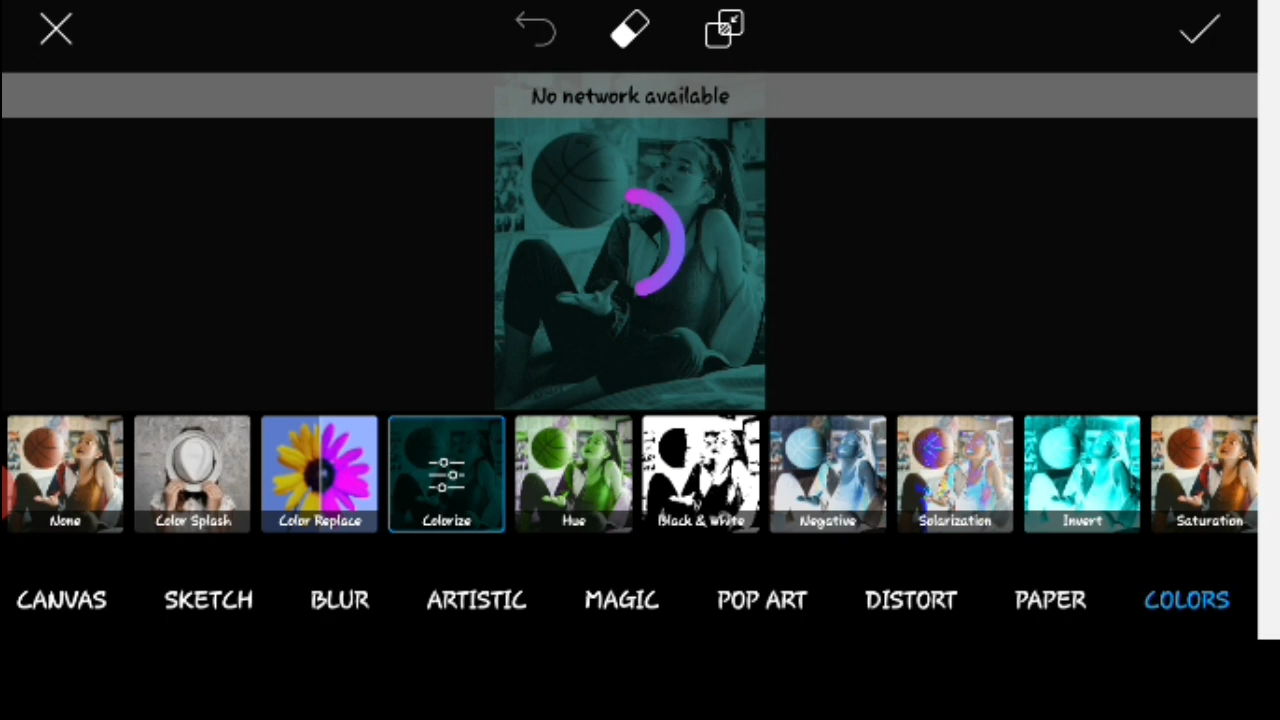 No network available
None
Color Splash
Color Replace
Colorize
Hue
Black & White
Negative
Solarization
Invert
Saturation
CANVAS SKETCH BLUR ARTISTIC MAGIC POP ART DISTORT PAPER COLORS